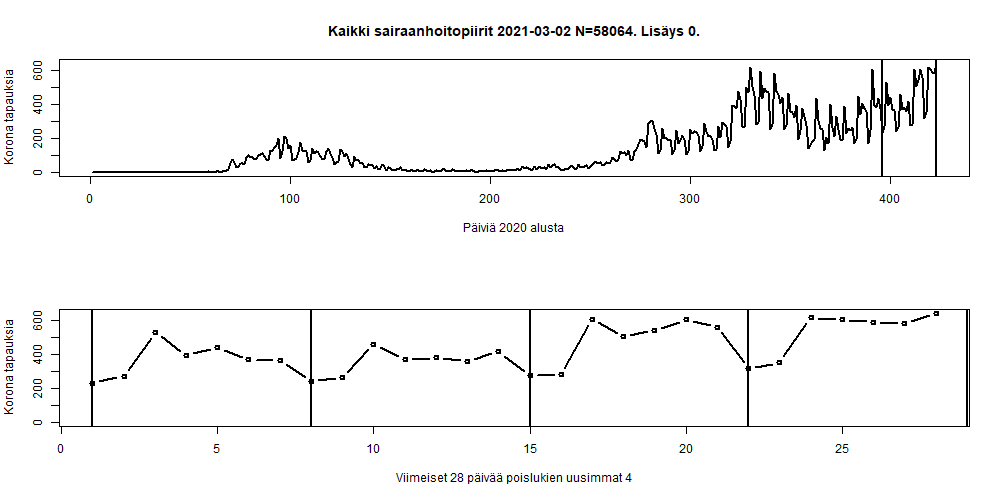 Kaikki sairaanhoitopiirit 2021-03-02 N=58064. Lisäys 0.
Korona tapauksia
0 200 400 600
0 100 200 300 400
Päiviä 2020 alusta
Korona tapauksia
0 200 400 600
0 5 10 15 20 25
Viimeiset 28 päivää poislukien uusimmat 4